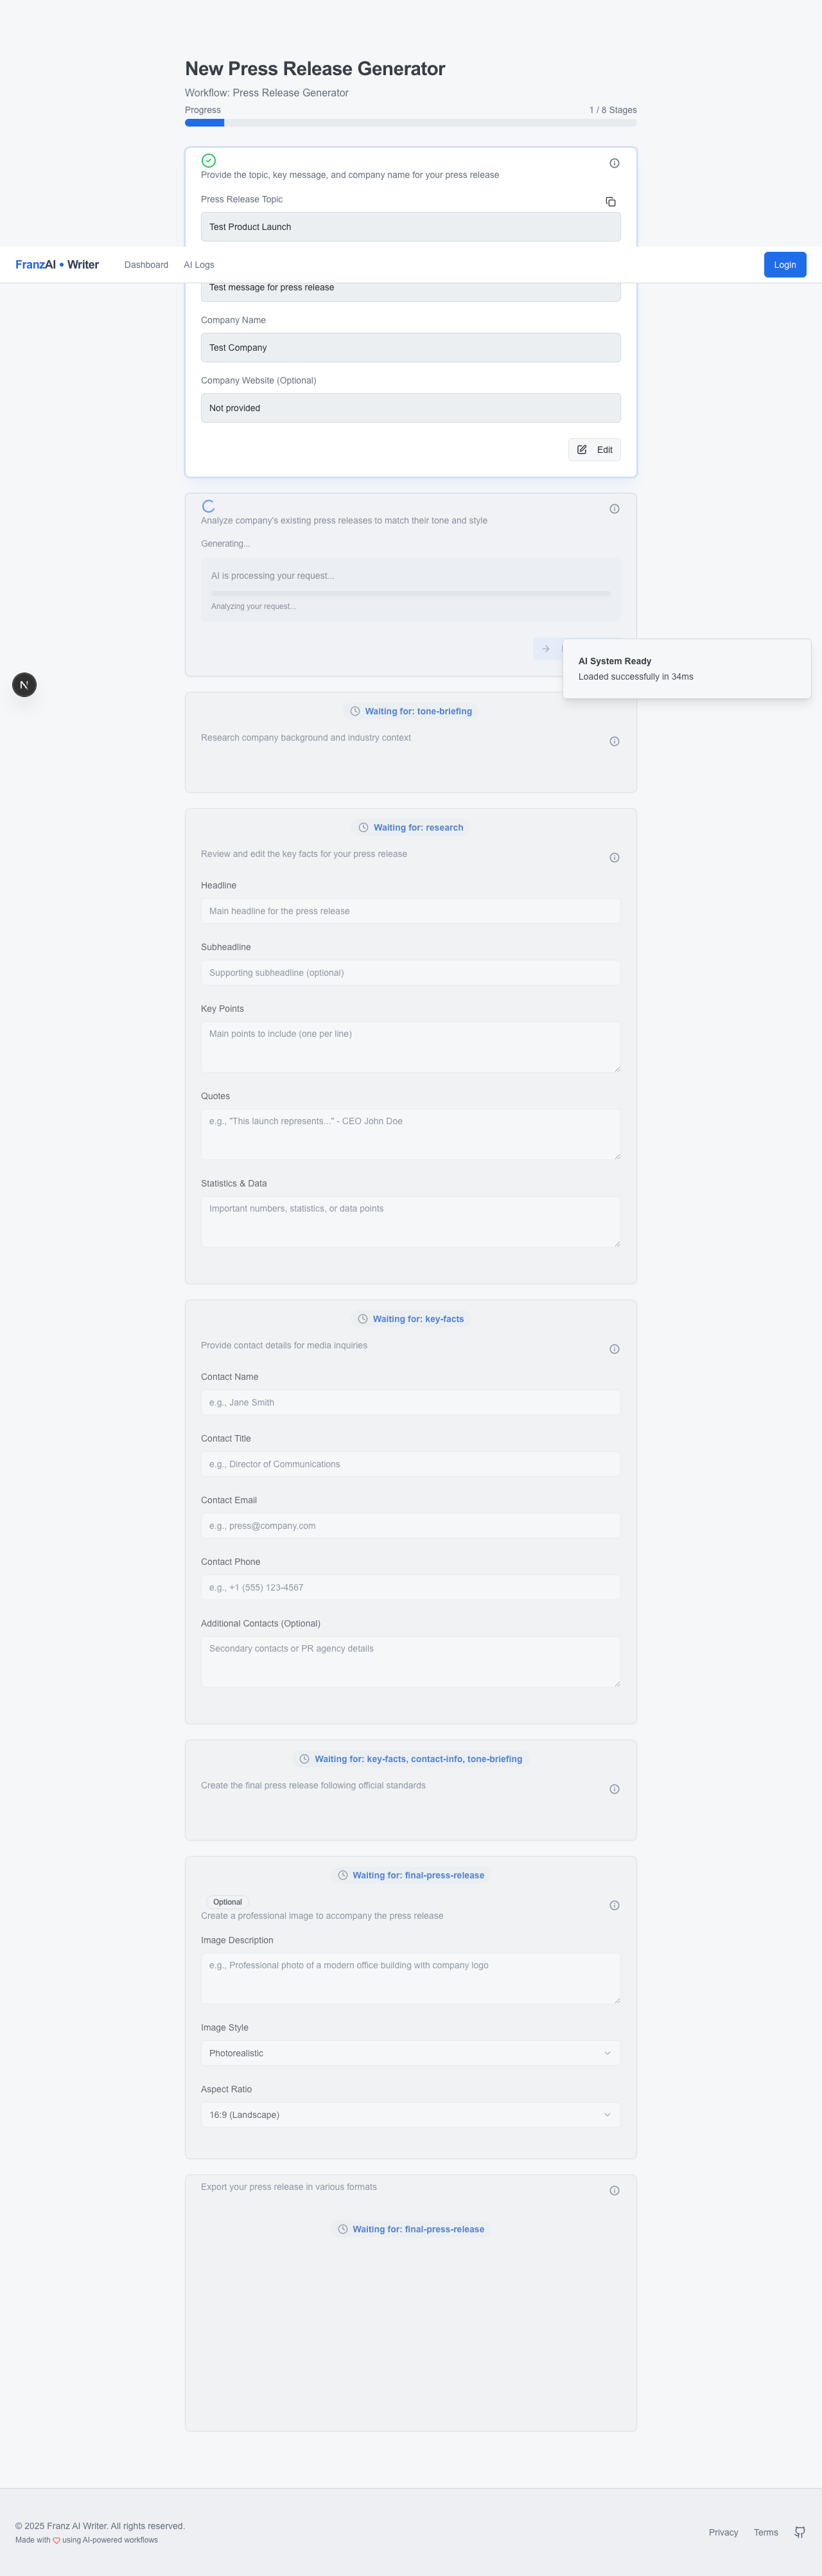 New Press Release Generator
Workflow: Press Release Generator
Progress
1 / 8 Stages
Provide the topic, key message, and company name for your press release
Press Release Topic
Test Product Launch
FranzAI • Writer
Dashboard
AI Logs
Login
Test message for press release
Company Name
Test Company
Company Website (Optional)
Not provided
Edit
Analyze company's existing press releases to match their tone and style
Generating...
AI is processing your request...
Analyzing your request...
AI System Ready
Loaded successfully in 34ms
N
Waiting for: tone-briefing
Research company background and industry context
Waiting for: research
Review and edit the key facts for your press release
Headline
Main headline for the press release
Subheadline
Supporting subheadline (optional)
Key Points
Main points to include (one per line)
Quotes
e.g., "This launch represents..." - CEO John Doe
Statistics & Data
Important numbers, statistics, or data points
Waiting for: key-facts
Provide contact details for media inquiries
Contact Name
e.g., Jane Smith
Contact Title
e.g., Director of Communications
Contact Email
e.g., press@company.com
Contact Phone
e.g., +1 (555) 123-4567
Additional Contacts (Optional)
Secondary contacts or PR agency details
Waiting for: key-facts, contact-info, tone-briefing
Create the final press release following official standards
Waiting for: final-press-release
Optional
Create a professional image to accompany the press release
Image Description
e.g., Professional photo of a modern office building with company logo
Image Style
Photorealistic
Aspect Ratio
16:9 (Landscape)
Export your press release in various formats
Waiting for: final-press-release
© 2025 Franz AI Writer. All rights reserved.
Made with using AI-powered workflows
Privacy
Terms